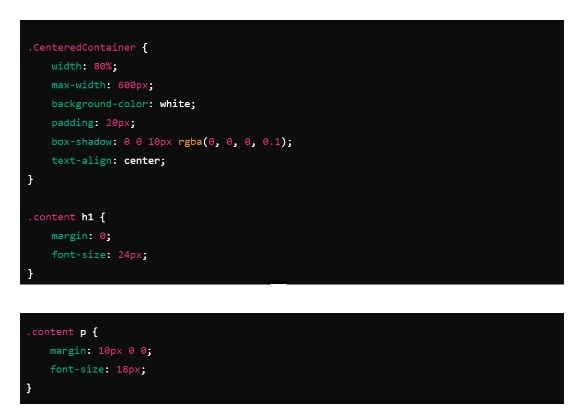 .CenteredContainer {
    width: 80%;
    max-width: 600px;
    background-color: white;
    padding: 20px;
    box-shadow: 0 0 10px rgba(0, 0, 0, 0.1);
    text-align: center;
}
.content h1 {
    margin: 0;
    font-size: 24px;
}
.content p {
    margin: 10px 0 0;
    font-size: 18px;
}